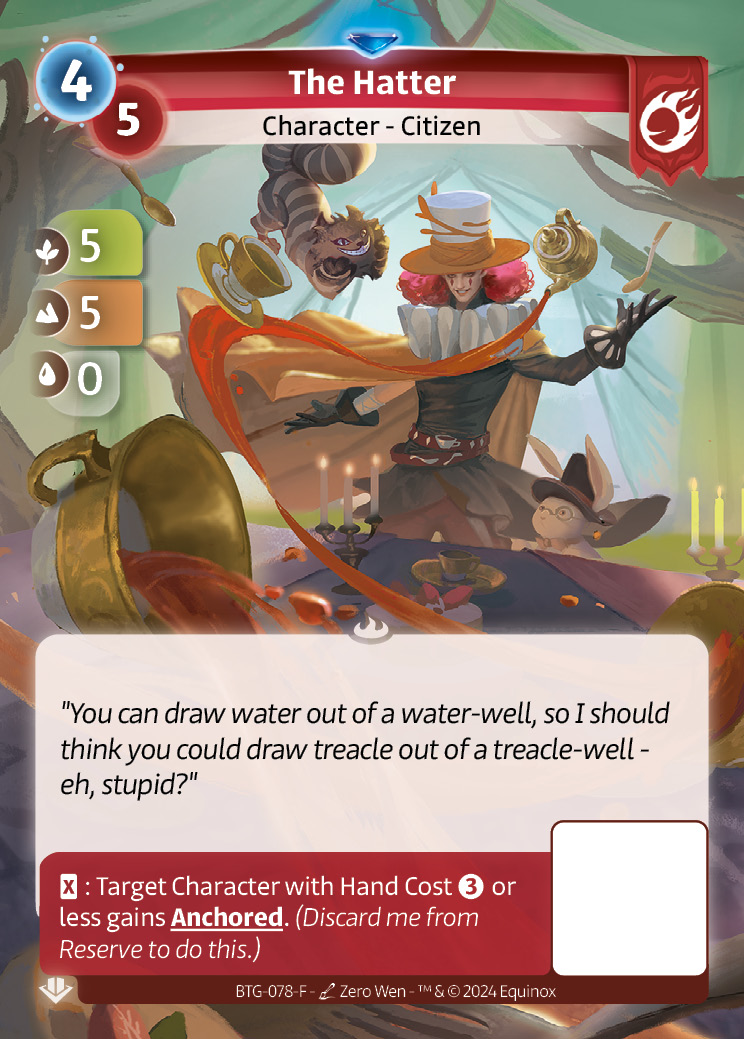 4
The Hatter
5
Character - Citizen
5
5
0
"You can draw water out of a water-well, so I should
think you could draw treacle out of a treacle-well -
eh, stupid?"
X : Target Character with Hand Cost 3 or
less gains Anchored. (Discard me from
Reserve to do this.)
BTG-078-F - Zero Wen - ™ & © 2024 Equinox